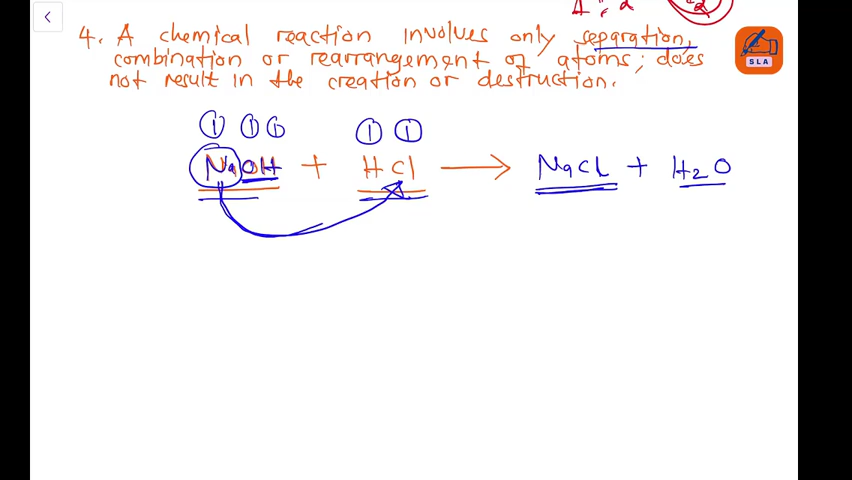 4. A chemical reaction involves only separation,
combination or rearrangement of atoms; does
not result in the creation or destruction.
1 1 1 1 1
NaOH + HCl → NaCl + H₂O
SLA